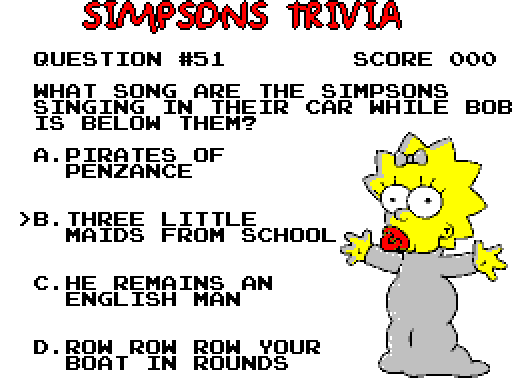 SIMPSONS TRIVIA
QUESTION #51 SCORE 000
WHAT SONG ARE THE SIMPSONS
SINGING IN THEIR CAR WHILE BOB
IS BELOW THEM?
A.PIRATES OF
PENZANCE
>B.THREE LITTLE
MAIDS FROM SCHOOL
C.HE REMAINS AN
ENGLISH MAN
D.ROW ROW ROW YOUR
BOAT IN ROUNDS